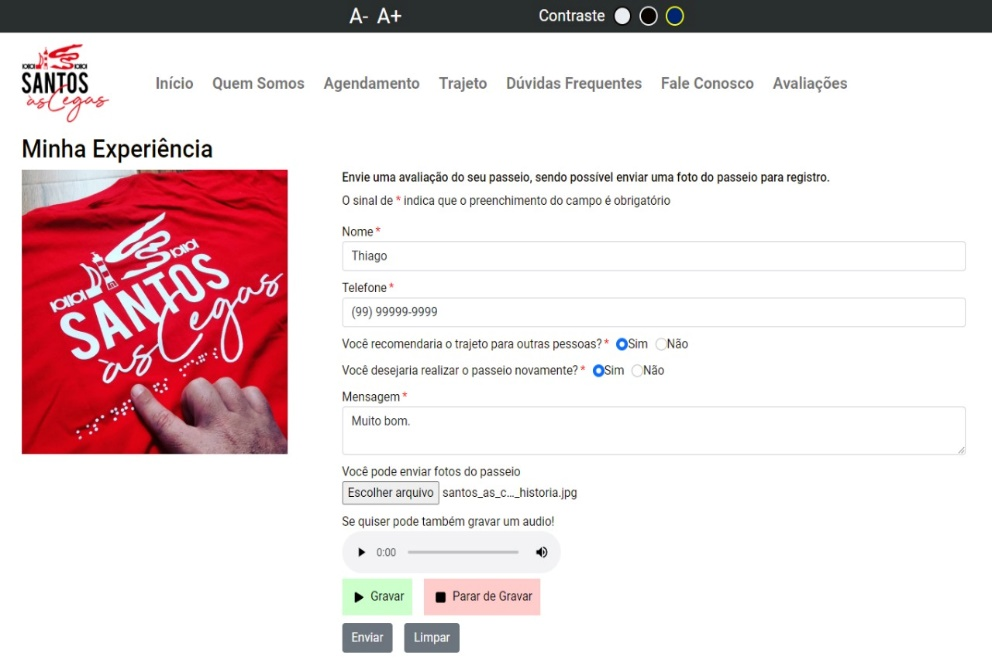 A- A+ Contraste
SANTOS
às Cegas
Início Quem Somos Agendamento Trajeto Dúvidas Frequentes Fale Conosco Avaliações
Minha Experiência
SANTOS
às Cegas
Envie uma avaliação do seu passeio, sendo possível enviar uma foto do passeio para registro.
O sinal de * indica que o preenchimento do campo é obrigatório
Nome *
Thiago
Telefone *
(99) 99999-9999
Você recomendaria o trajeto para outras pessoas? * Sim Não
Você desejaria realizar o passeio novamente? * Sim Não
Mensagem *
Muito bom.
Você pode enviar fotos do passeio
Escolher arquivo santos_as_c..._historia.jpg
Se quiser pode também gravar um audio!
0:00
Gravar Parar de Gravar
Enviar Limpar